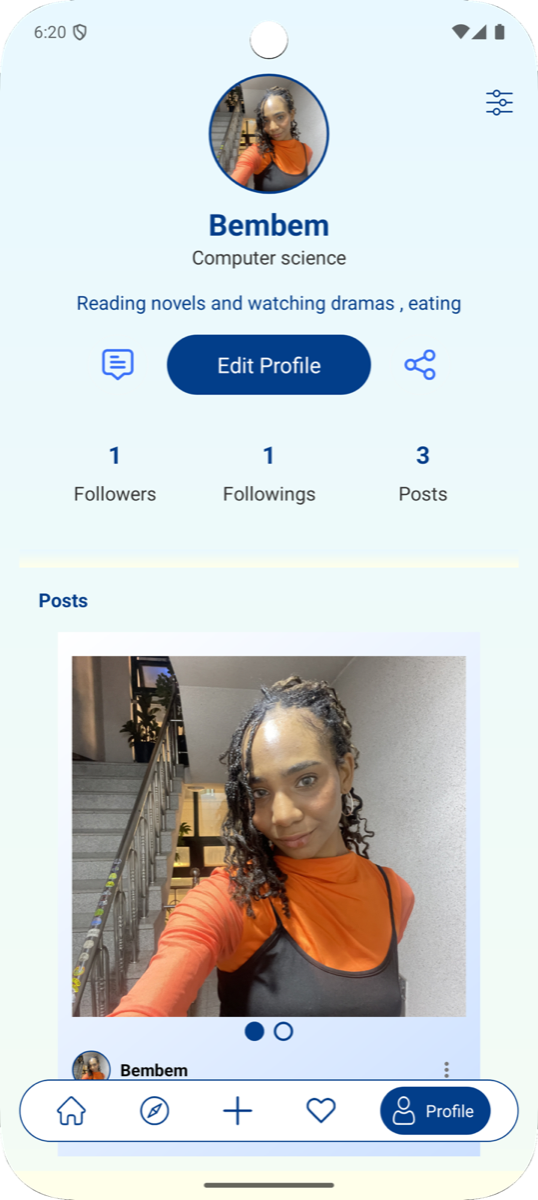 6:20
Bembem
Computer science
Reading novels and watching dramas , eating
Edit Profile
1 1 3
Followers Followings Posts
Posts
Bembem
Profile